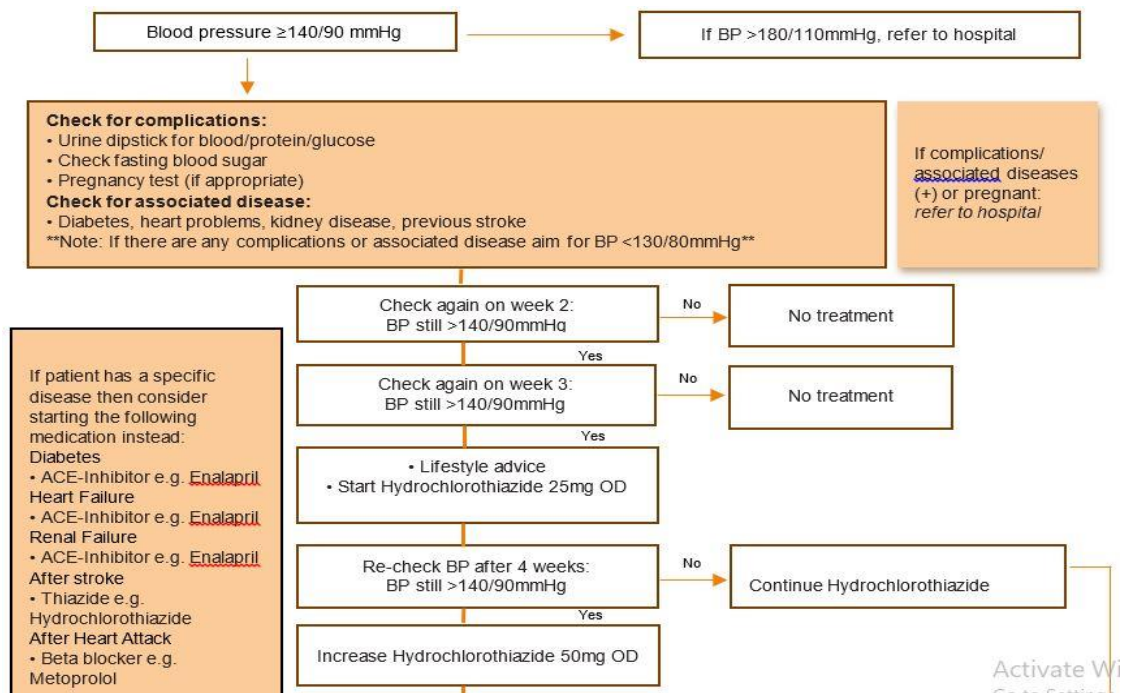 Blood pressure ≥140/90 mmHg
If BP >180/110mmHg, refer to hospital
Check for complications:
• Urine dipstick for blood/protein/glucose
• Check fasting blood sugar
• Pregnancy test (if appropriate)
Check for associated disease:
• Diabetes, heart problems, kidney disease, previous stroke
**Note: If there are any complications or associated disease aim for BP <130/80mmHg**
If complications/
associated diseases
(+) or pregnant:
refer to hospital
Check again on week 2:
BP still >140/90mmHg
No
No treatment
Yes
Check again on week 3:
BP still >140/90mmHg
No
No treatment
Yes
• Lifestyle advice
• Start Hydrochlorothiazide 25mg OD
Re-check BP after 4 weeks:
BP still >140/90mmHg
No
Continue Hydrochlorothiazide
Yes
Increase Hydrochlorothiazide 50mg OD
If patient has a specific
disease then consider
starting the following
medication instead:
Diabetes
• ACE-Inhibitor e.g. Enalapril
Heart Failure
• ACE-Inhibitor e.g. Enalapril
Renal Failure
• ACE-Inhibitor e.g. Enalapril
After stroke
• Thiazide e.g.
Hydrochlorothiazide
After Heart Attack
• Beta blocker e.g.
Metoprolol
Activate Wi